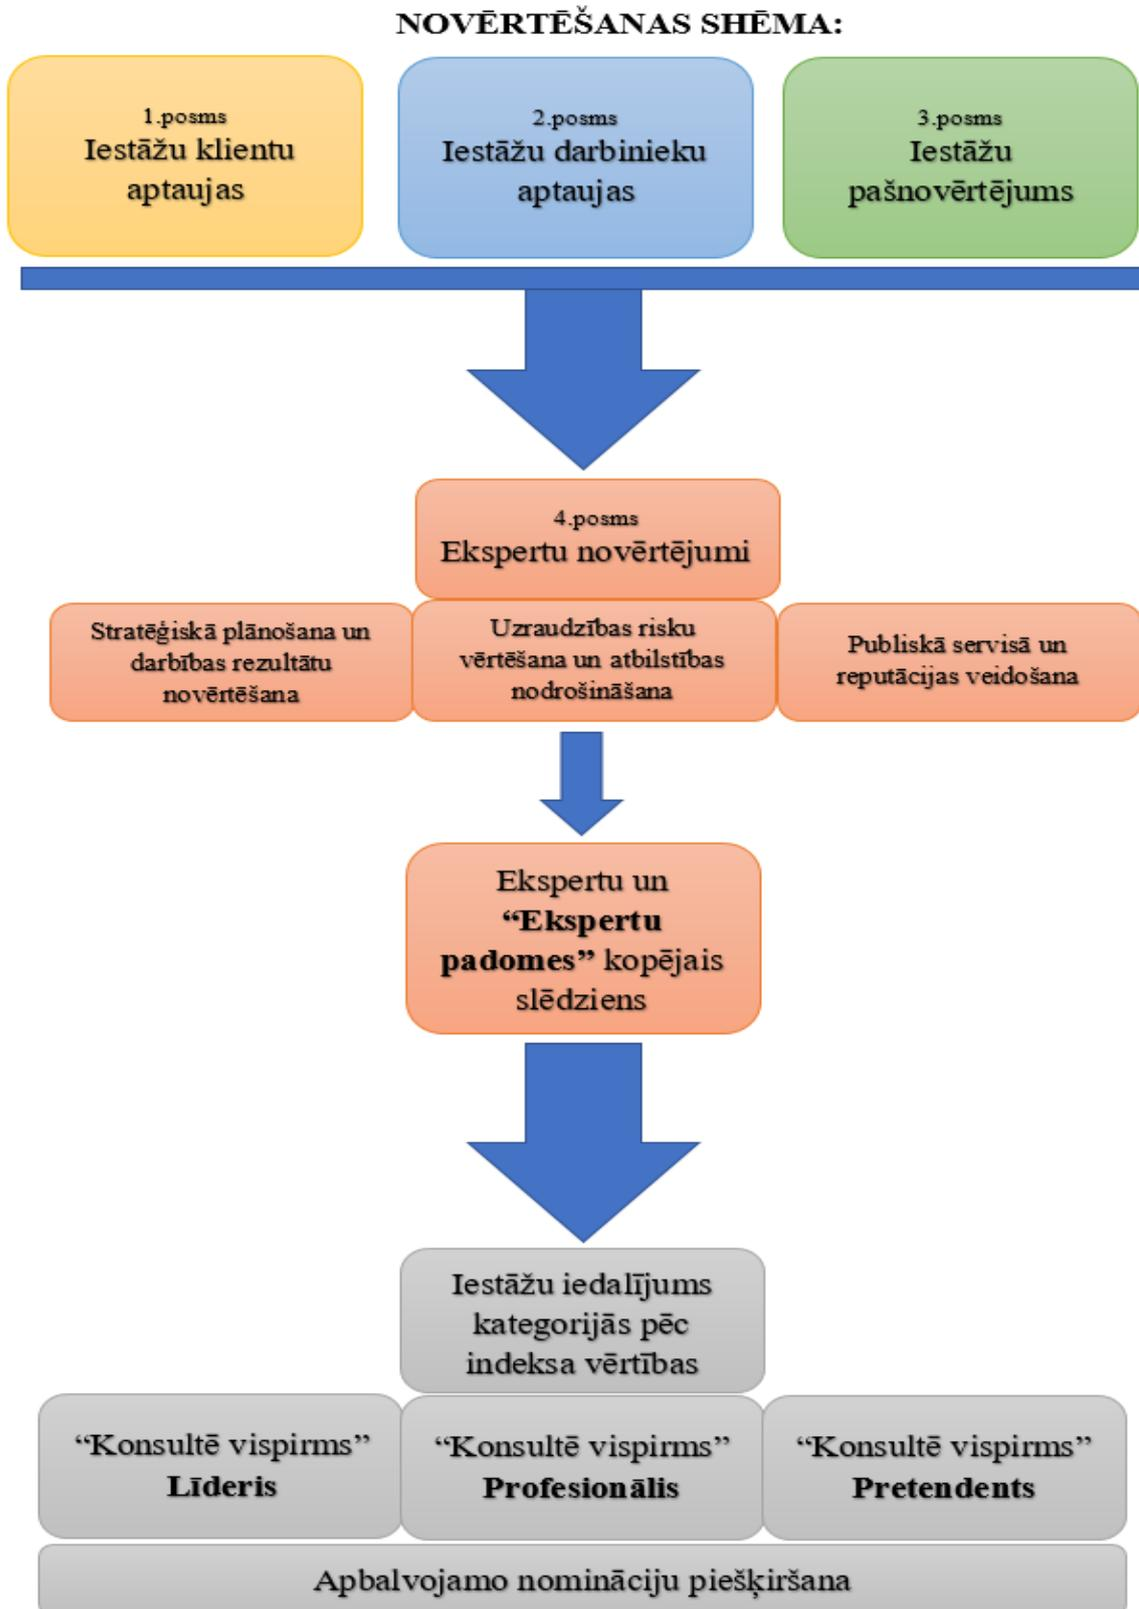 NOVĒRTĒŠANAS SHĒMA:
1.posms
Iestāžu klientu
aptaujas
2.posms
Iestāžu darbinieku
aptaujas
3.posms
Iestāžu
pašnovērtējums
4.posms
Ekspertu novērtējumi
Stratēģiskā plānošana un
darbības rezultātu
novērtēšana
Uzraudzības risku
vērtēšana un atbilstības
nodrošināšana
Publiskā servisā un
reputācijas veidošana
Ekspertu un
“Ekspertu
padomes” kopējais
slēdziens
Iestāžu iedalījums
kategorijās pēc
indeksa vērtības
“Konsultē vispirms”
Līderis
“Konsultē vispirms”
Profesionālis
“Konsultē vispirms”
Pretendents
Apbalvojamo nomināciju piešķiršana